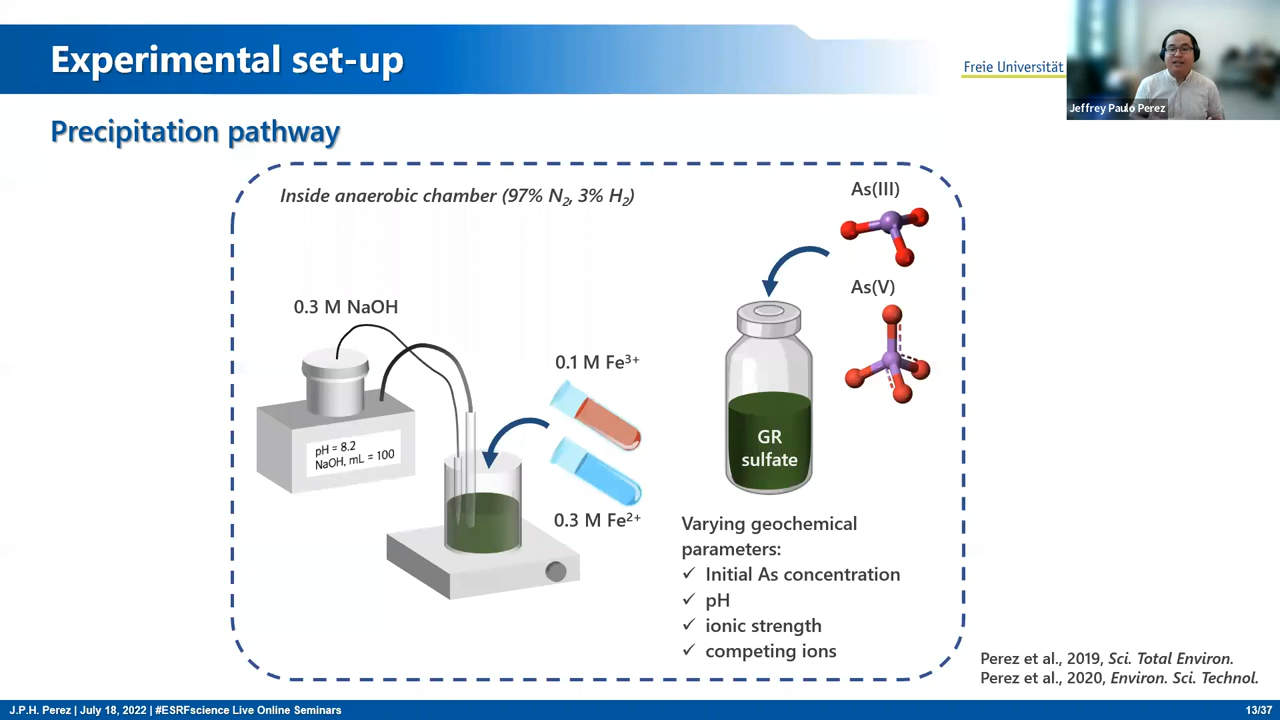 Experimental set-up
Freie Universität
Jeffrey Paulo Perez
Precipitation pathway
Inside anaerobic chamber (97% N₂, 3% H₂)
As(III)
As(V)
0.3 M NaOH
0.1 M Fe³⁺
pH = 8.2
NaOH, mL = 100
GR
sulfate
0.3 M Fe²⁺
Varying geochemical
parameters:
✓ Initial As concentration
✓ pH
✓ ionic strength
✓ competing ions
Perez et al., 2019, Sci. Total Environ.
Perez et al., 2020, Environ. Sci. Technol.
J.P.H. Perez | July 18, 2022 | #ESRFscience Live Online Seminars
13/37